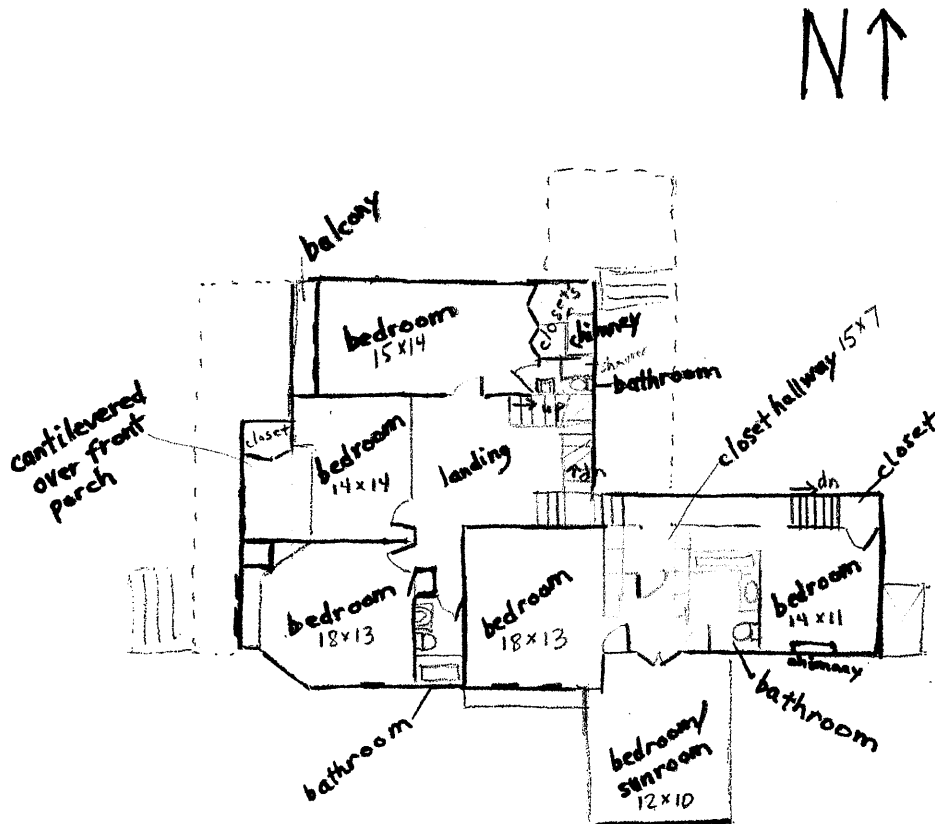 N
balcony
bedroom
15x14
closets
chimney
shower
bathroom
up
closet hallway 15x7
closet
cantilevered
over front
porch
closet
bedroom
14x14
landing
dn
dn
bedroom
18x13
bedroom
18x13
bedroom
14x11
chimney
bathroom
bathroom
bedroom/
sunroom
12x10